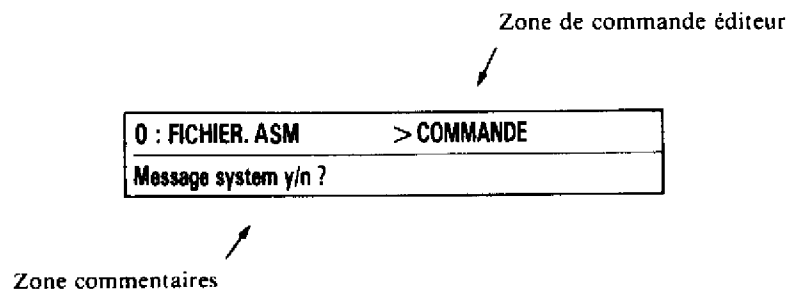 Zone de commande éditeur
0 : FICHIER. ASM > COMMANDE
Message system y/n ?
Zone commentaires